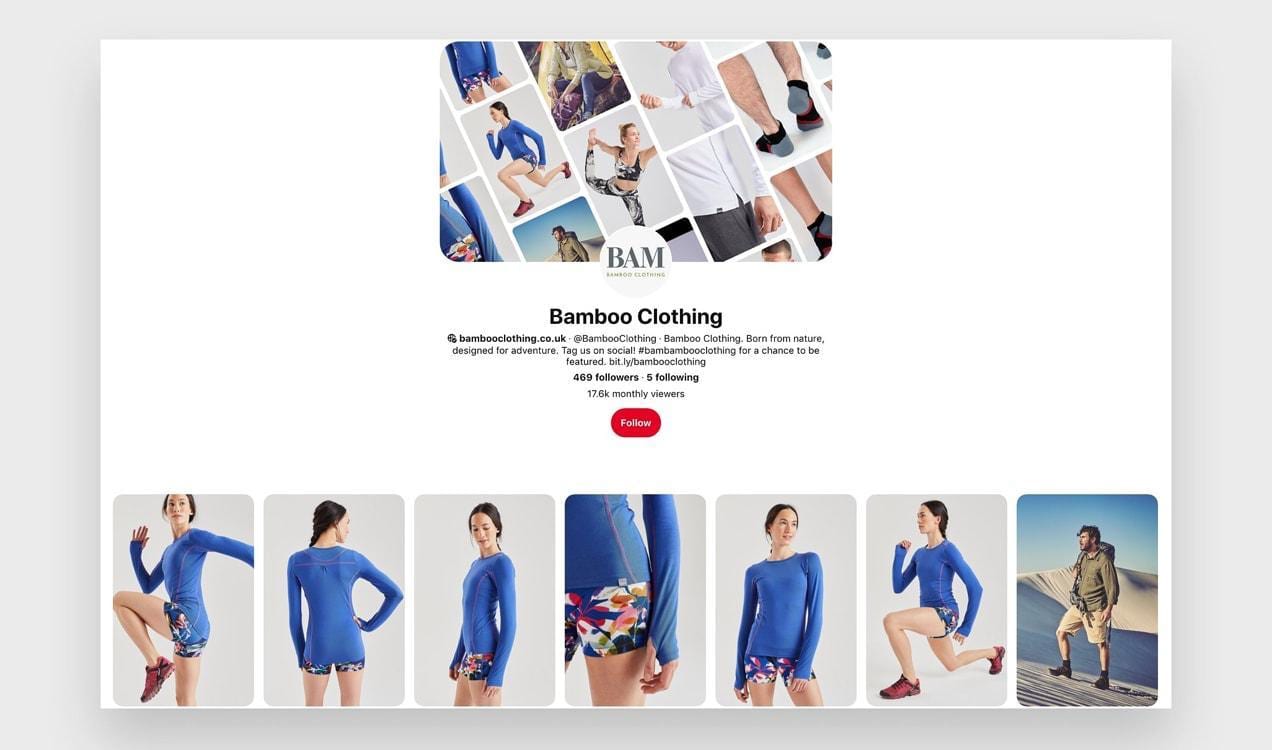 BAM
BAMBOO CLOTHING
Bamboo Clothing
bambooclothing.co.uk · @BambooClothing · Bamboo Clothing. Born from nature,
designed for adventure. Tag us on social! #bambambooclothing for a chance to be
featured. bit.ly/bambooclothing
469 followers · 5 following
17.6k monthly viewers
Follow